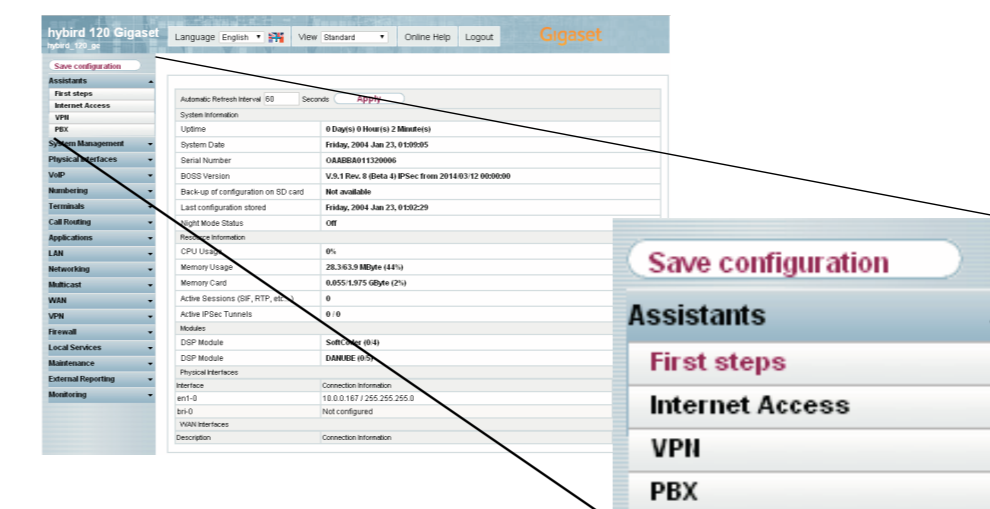 hybird 120 Gigaset
hybird_120_ge
Language English View Standard Online Help Logout
Gigaset
Save configuration
Assistants
First steps
Internet Access
VPN
PBX
System Management
Physical Interfaces
VoIP
Numbering
Terminals
Call Routing
Applications
LAN
Networking
Multicast
WAN
VPN
Firewall
Local Services
Maintenance
External Reporting
Monitoring
Automatic Refresh Interval 60 Seconds Apply
System Information
Uptime 0 Day(s) 0 Hour(s) 2 Minute(s)
System Date Friday, 2004 Jan 23, 01:09:05
Serial Number OAABBA011320006
BOSS Version V.9.1 Rev. 8 (Beta 4) IPSec from 2014/03/12 00:00:00
Back-up of configuration on SD card Not available
Last configuration stored Friday, 2004 Jan 23, 01:02:29
Night Mode Status Off
Resource Information
CPU Usage 0%
Memory Usage 28.3/63.9 MByte (44%)
Memory Card 0.055/1.975 GByte (2%)
Active Sessions (SIF, RTP, etc...) 0
Active IPSec Tunnels 0 / 0
Modules
DSP Module SoftCoder (0/4)
DSP Module DANUBE (0/5)
Physical Interfaces
Interface Connection Information
en1-0 10.0.0.167 / 255.255.255.0
bri-0 Not configured
WAN Interfaces
Description Connection Information
Save configuration
Assistants
First steps
Internet Access
VPN
PBX